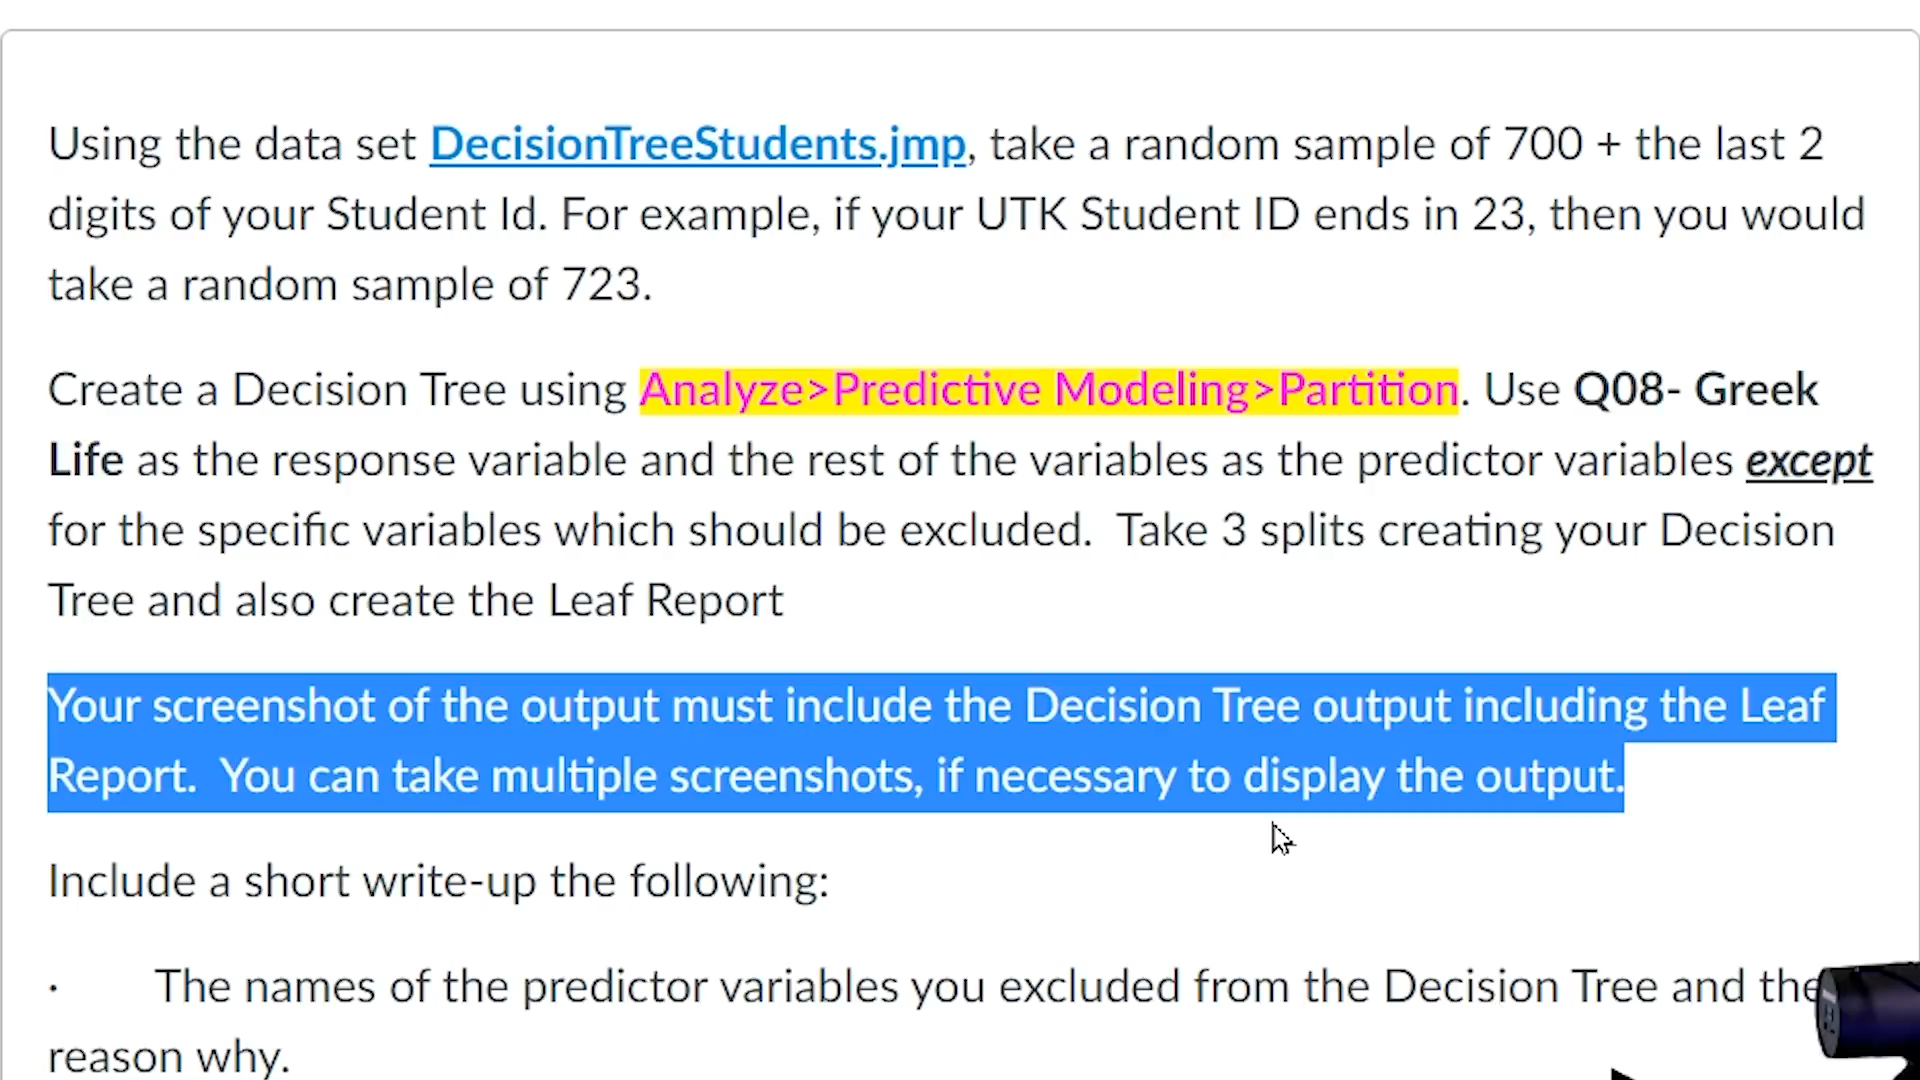 Using the data set DecisionTreeStudents.jmp, take a random sample of 700 + the last 2
digits of your Student Id. For example, if your UTK Student ID ends in 23, then you would
take a random sample of 723.
Create a Decision Tree using Analyze>Predictive Modeling>Partition. Use Q08- Greek
Life as the response variable and the rest of the variables as the predictor variables except
for the specific variables which should be excluded. Take 3 splits creating your Decision
Tree and also create the Leaf Report
Your screenshot of the output must include the Decision Tree output including the Leaf
Report. You can take multiple screenshots, if necessary to display the output.
Include a short write-up the following:
· The names of the predictor variables you excluded from the Decision Tree and the
reason why.